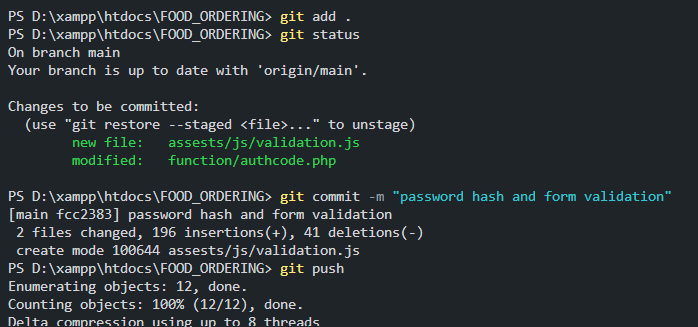 PS D:\xampp\htdocs\FOOD_ORDERING> git add .
PS D:\xampp\htdocs\FOOD_ORDERING> git status
On branch main
Your branch is up to date with 'origin/main'.
Changes to be committed:
(use "git restore --staged <file>..." to unstage)
new file: assests/js/validation.js
modified: function/authcode.php
PS D:\xampp\htdocs\FOOD_ORDERING> git commit -m "password hash and form validation"
[main fcc2383] password hash and form validation
2 files changed, 196 insertions(+), 41 deletions(-)
create mode 100644 assests/js/validation.js
PS D:\xampp\htdocs\FOOD_ORDERING> git push
Enumerating objects: 12, done.
Counting objects: 100% (12/12), done.
Delta compression using up to 8 threads